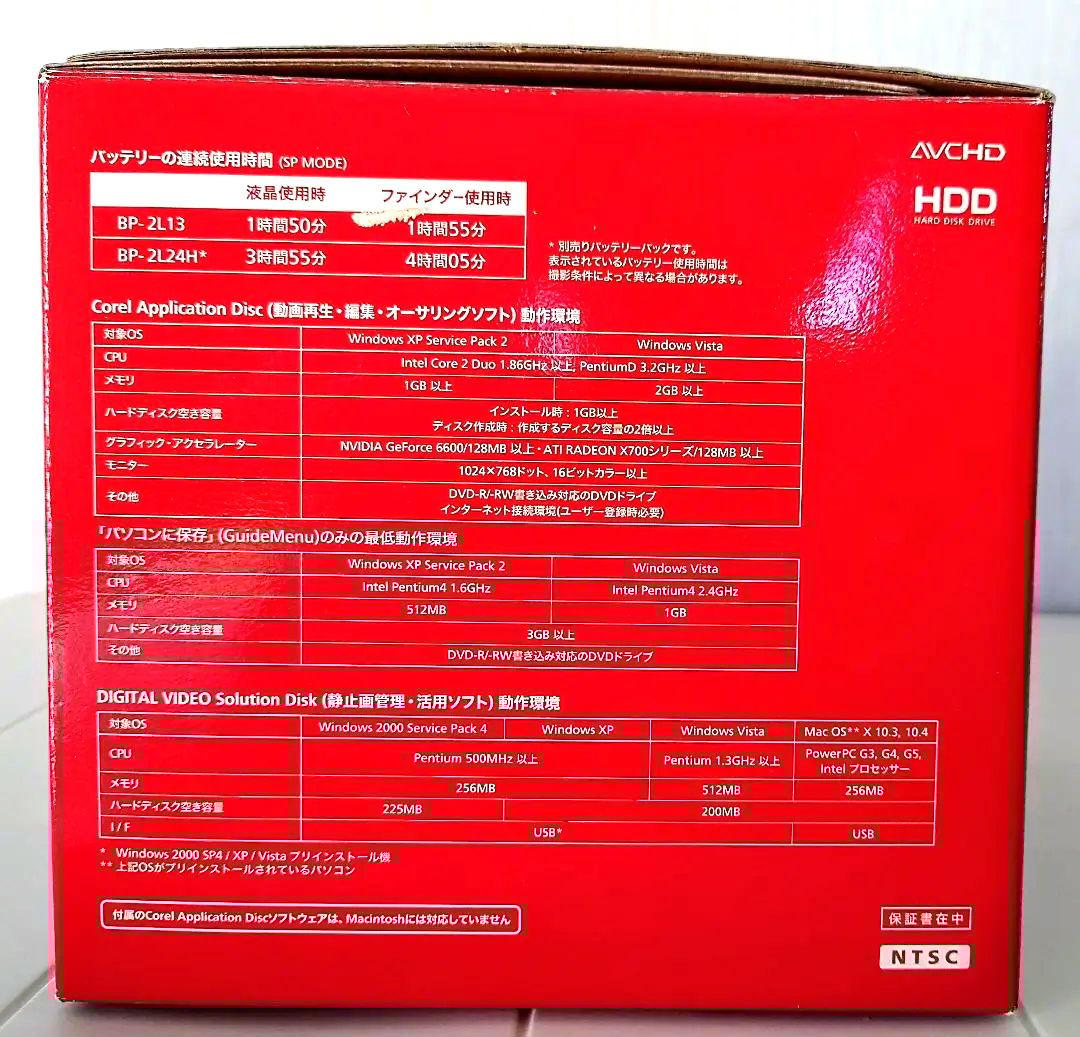 バッテリーの連続使用時間 (SP MODE)
液晶使用時 ファインダー使用時
BP-2L13 1時間50分 1時間55分
BP-2L24H* 3時間55分 4時間05分
* 別売りバッテリーパックです。
表示されているバッテリー使用時間は
撮影条件によって異なる場合があります。
AVCHD
HDD
HARD DISK DRIVE
Corel Application Disc (動画再生・編集・オーサリングソフト) 動作環境
対象OS Windows XP Service Pack 2 Windows Vista
CPU Intel Core 2 Duo 1.86GHz 以上, PentiumD 3.2GHz 以上
メモリ 1GB 以上 2GB 以上
ハードディスク空き容量 インストール時：1GB以上
ディスク作成時：作成するディスク容量の2倍以上
グラフィック・アクセラレーター NVIDIA GeForce 6600/128MB 以上・ATI RADEON X700シリーズ/128MB 以上
モニター 1024×768ドット、16ビットカラー以上
その他 DVD-R/-RW書き込み対応のDVDドライブ
インターネット接続環境(ユーザー登録時必要)
「パソコンに保存」(GuideMenu)のみの最低動作環境
対象OS Windows XP Service Pack 2 Windows Vista
CPU Intel Pentium4 1.6GHz Intel Pentium4 2.4GHz
メモリ 512MB 1GB
ハードディスク空き容量 3GB 以上
その他 DVD-R/-RW書き込み対応のDVDドライブ
DIGITAL VIDEO Solution Disk (静止画管理・活用ソフト) 動作環境
対象OS Windows 2000 Service Pack 4 Windows XP Windows Vista Mac OS** X 10.3, 10.4
CPU Pentium 500MHz 以上 Pentium 1.3GHz 以上 PowerPC G3, G4, G5,
Intel プロセッサー
メモリ 256MB 512MB 256MB
ハードディスク空き容量 225MB 200MB
I/F USB* USB
* Windows 2000 SP4 / XP / Vista プリインストール機
** 上記OSがプリインストールされているパソコン
付属のCorel Application Discソフトウェアは、Macintoshには対応していません
保証書在中
NTSC